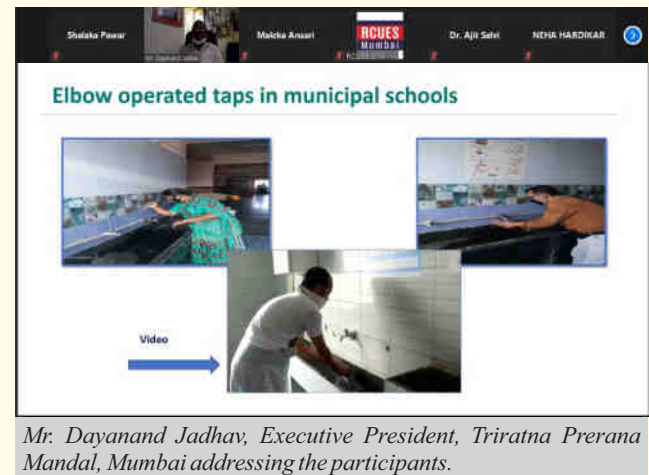 Shalaka Pawar
Maleka Ansari
RCUES
Mumbai
Dr. Ajit Salvi
NEHA HARDIKAR
Elbow operated taps in municipal schools
Video
Mr. Dayanand Jadhav, Executive President, Triratna Prerana
Mandal, Mumbai addressing the participants.